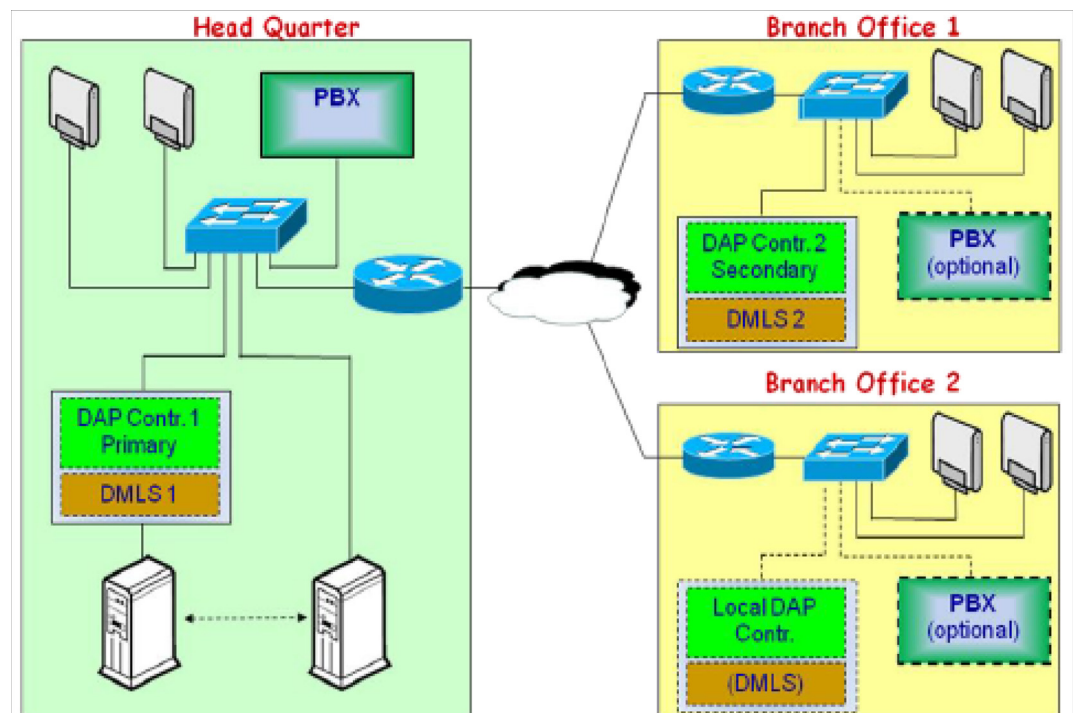 Head Quarter
PBX
DAP Contr. 1
Primary
DMLS 1
Branch Office 1
DAP Contr. 2
Secondary
DMLS 2
PBX
(optional)
Branch Office 2
Local DAP
Contr.
(DMLS)
PBX
(optional)